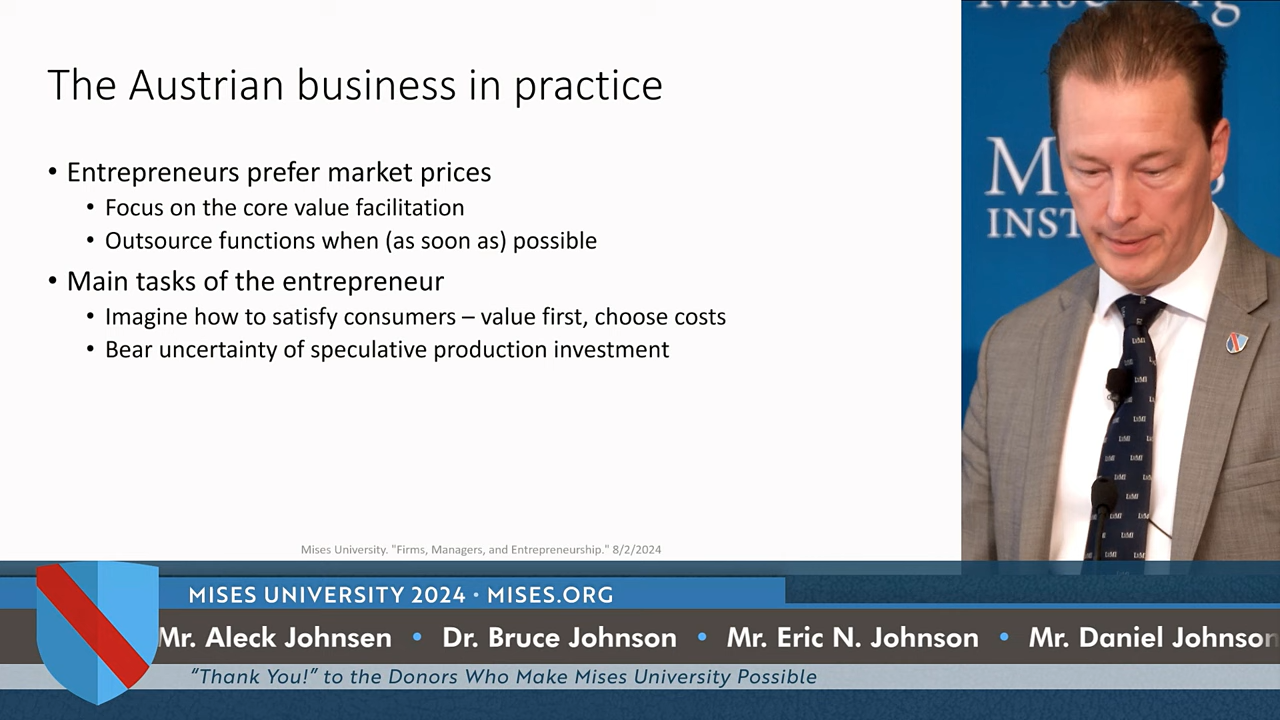 The Austrian business in practice
• Entrepreneurs prefer market prices
• Focus on the core value facilitation
• Outsource functions when (as soon as) possible
• Main tasks of the entrepreneur
• Imagine how to satisfy consumers – value first, choose costs
• Bear uncertainty of speculative production investment
Mises University. "Firms, Managers, and Entrepreneurship." 8/2/2024
INST
MISES UNIVERSITY 2024 • MISES.ORG
Mr. Aleck Johnsen • Dr. Bruce Johnson • Mr. Eric N. Johnson • Mr. Daniel Johnson
"Thank You!" to the Donors Who Make Mises University Possible